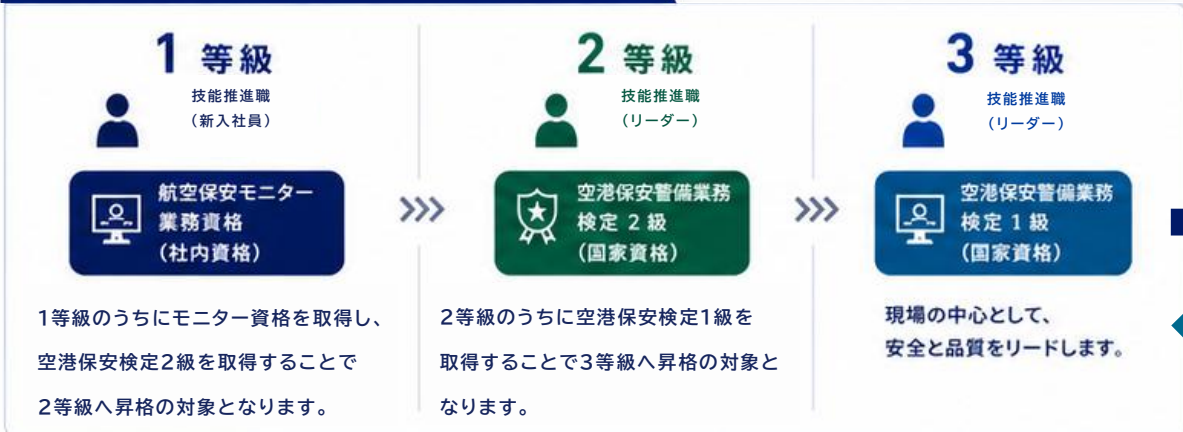 1 等級
技能推進職
(新入社員)
航空保安モニター
業務資格
(社内資格)
1等級のうちにモニター資格を取得し、
空港保安検定2級を取得することで
2等級へ昇格の対象となります。
2 等級
技能推進職
(リーダー)
空港保安警備業務
検定 2 級
(国家資格)
2等級のうちに空港保安検定1級を
取得することで3等級へ昇格の対象と
なります。
3 等級
技能推進職
(リーダー)
空港保安警備業務
検定 1 級
(国家資格)
現場の中心として、
安全と品質をリードします。